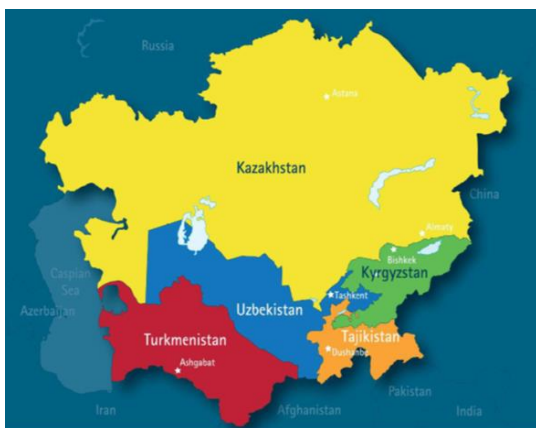 Russia
Astana
Kazakhstan
China
Almaty
Bishkek
Kyrgyzstan
Caspian
Sea
Tashkent
Azerbaijan
Uzbekistan
Turkmenistan
Tajikistan
Dushanbe
Ashgabat
Pakistan
Iran
Afghanistan
India